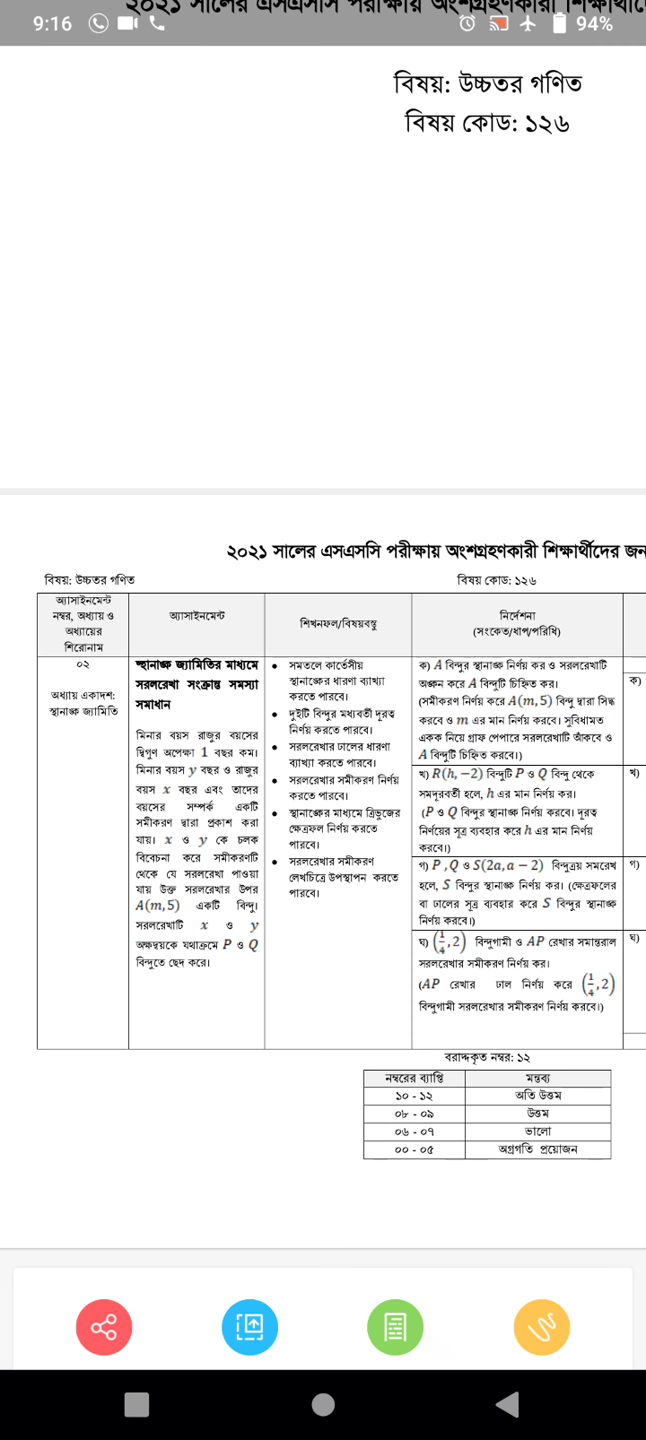 ২০২১ সালের এসএসসি পরীক্ষায় অংশগ্রহণকারী
9:16
94%
বিষয়: উচ্চতর গণিত
বিষয় কোড: ১২৬
২০২১ সালের এসএসসি পরীক্ষায় অংশগ্রহণকারী শিক্ষার্থীদের জন
বিষয়: উচ্চতর গণিত
বিষয় কোড: ১২৬
অ্যাসাইনমেন্ট
নম্বর, অধ্যায় ও
অধ্যায়ের
শিরোনাম
অ্যাসাইনমেন্ট
শিখনফল/বিষয়বস্তু
নির্দেশনা
(সংকেত/ধাপ/পরিধি)
০২
অধ্যায় একাদশ:
স্থানাঙ্ক জ্যামিতি
স্হানাঙ্ক জ্যামিতির মাধ্যমে
সরলরেখা সংক্রান্ত সমস্যা
সমাধান
মিনার বয়স রাজুর বয়সের
দ্বিগুণ অপেক্ষা 1 বছর কম।
মিনার বয়স y বছর ও রাজুর
বয়স x বছর এবং তাদের
বয়সের সম্পর্ক একটি
সমীকরণ দ্বারা প্রকাশ করা
যায়। x ও y কে চলক
বিবেচনা করে সমীকরণটি
থেকে যে সরলরেখা পাওয়া
যায় উক্ত সরলরেখার উপর
A(m, 5) একটি বিন্দু।
সরলরেখাটি x ও y
অক্ষদ্বয়কে যথাক্রমে P ও Q
বিন্দুতে ছেদ করে।
• সমতলে কার্তেসীয়
স্থানাঙ্কের ধারণা ব্যাখ্যা
করতে পারবে।
• দুইটি বিন্দুর মধ্যবর্তী দূরত্ব
নির্ণয় করতে পারবে।
• সরলরেখার ঢালের ধারণা
ব্যাখ্যা করতে পারবে।
• সরলরেখার সমীকরণ নির্ণয়
করতে পারবে।
• স্থানাঙ্কের মাধ্যমে ত্রিভুজের
ক্ষেত্রফল নির্ণয় করতে
পারবে।
• সরলরেখার সমীকরণ
লেখচিত্রে উপস্থাপন করতে
পারবে।
ক) A বিন্দুর স্থানাঙ্ক নির্ণয় কর ও সরলরেখাটি
অঙ্কন করে A বিন্দুটি চিহ্নিত কর।
(সমীকরণ নির্ণয় করে A(m, 5) বিন্দু দ্বারা সিদ্ধ
করবে ও m এর মান নির্ণয় করবে। সুবিধামত
একক নিয়ে গ্রাফ পেপারে সরলরেখাটি আঁকবে ও
A বিন্দুটি চিহ্নিত করবে।)
ক)
খ) R(h, −2) বিন্দুটি P ও Q বিন্দু থেকে
সমদূরবর্তী হলে, h এর মান নির্ণয় কর।
(P ও Q বিন্দুর স্থানাঙ্ক নির্ণয় করবে। দূরত্ব
নির্ণয়ের সূত্র ব্যবহার করে h এর মান নির্ণয়
করবে।)
খ)
গ) P , Q ও S(2a, a − 2) বিন্দুত্রয় সমরেখ
হলে, S বিন্দুর স্থানাঙ্ক নির্ণয় কর। (ক্ষেত্রফলের
বা ঢালের সূত্র ব্যবহার করে S বিন্দুর স্থানাঙ্ক
নির্ণয় করবে।)
গ)
ঘ) (1/4, 2) বিন্দুগামী ও AP রেখার সমান্তরাল
সরলরেখার সমীকরণ নির্ণয় কর।
(AP রেখার ঢাল নির্ণয় করে (1/4, 2)
বিন্দুগামী সরলরেখার সমীকরণ নির্ণয় করবে।)
ঘ)
বরাদ্দকৃত নম্বর: ১২
নম্বরের ব্যাপ্তি মন্তব্য
১০ - ১২ অতি উত্তম
০৮ - ০৯ উত্তম
০৬ - ০৭ ভালো
০০ - ০৫ অগ্রগতি প্রয়োজন